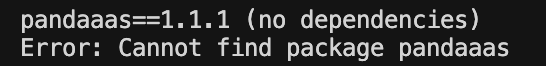 pandaaas==1.1.1 (no dependencies)
Error: Cannot find package pandaaas